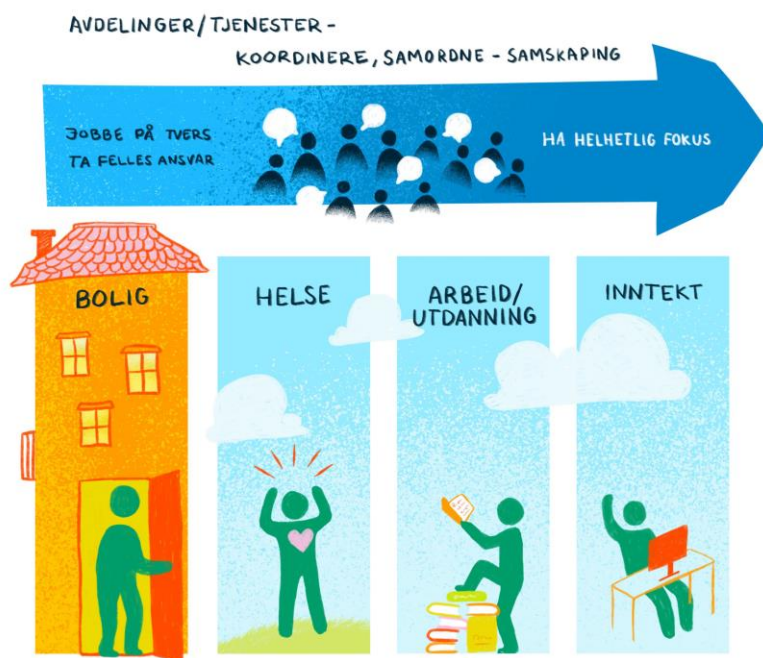 AVDELINGER/TJENESTER -
KOORDINERE, SAMORDNE - SAMSKAPING
JOBBE PÅ TVERS
TA FELLES ANSVAR
HA HELHETLIG FOKUS
BOLIG
HELSE
ARBEID/
UTDANNING
INNTEKT